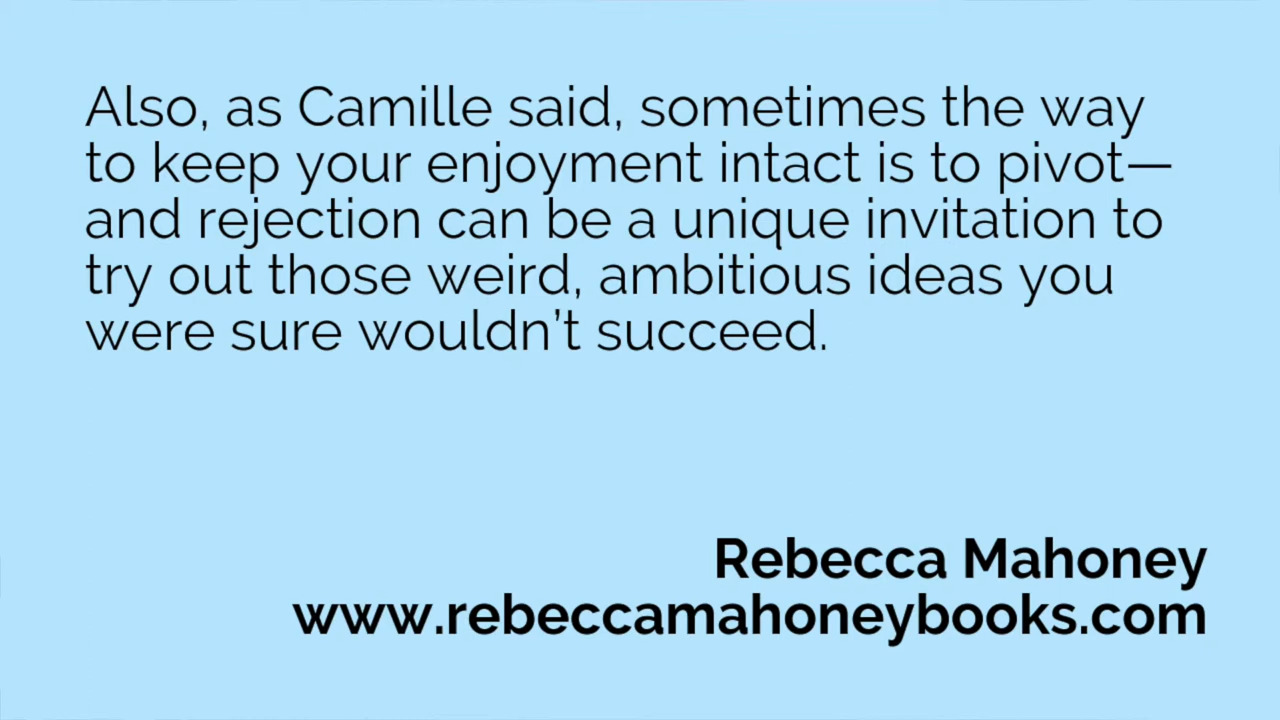 Also, as Camille said, sometimes the way
to keep your enjoyment intact is to pivot—
and rejection can be a unique invitation to
try out those weird, ambitious ideas you
were sure wouldn’t succeed.
Rebecca Mahoney
www.rebeccamahoneybooks.com